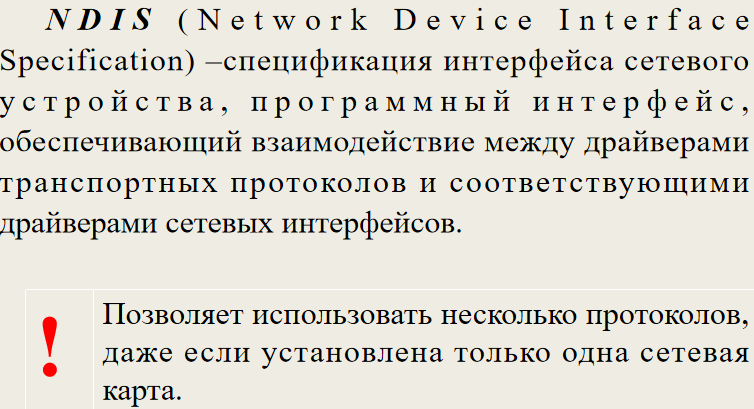 NDIS (Network Device Interface
Specification) –спецификация интерфейса сетевого
устройства, программный интерфейс,
обеспечивающий взаимодействие между драйверами
транспортных протоколов и соответствующими
драйверами сетевых интерфейсов.
! Позволяет использовать несколько протоколов,
даже если установлена только одна сетевая
карта.